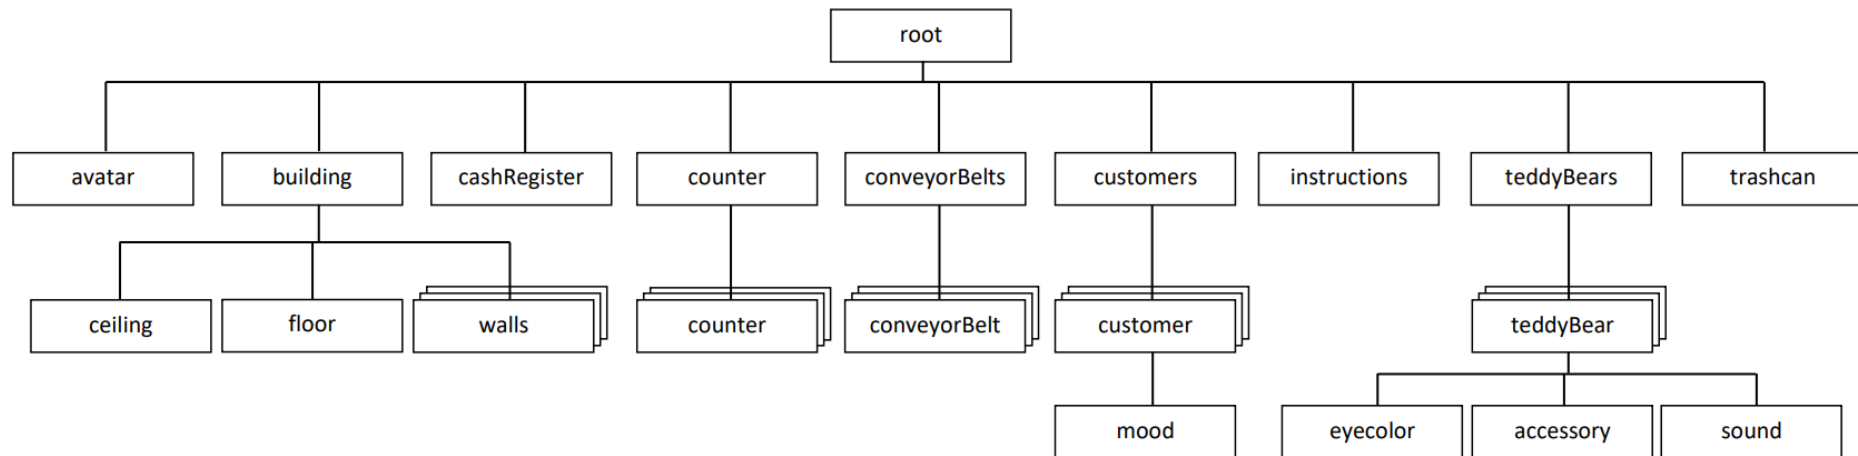 root
avatar
building
cashRegister
counter
conveyorBelts
customers
instructions
teddyBears
trashcan
ceiling
floor
walls
counter
conveyorBelt
customer
teddyBear
mood
eyecolor
accessory
sound